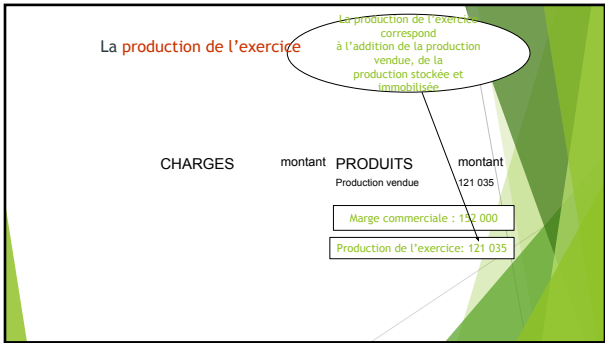 La production de l’exercice
La production de l’exercice
correspond
à l’addition de la production
vendue, de la
production stockée et
immobilisée
CHARGES montant PRODUITS montant
Production vendue 121 035
Marge commerciale : 152 000
Production de l’exercice: 121 035